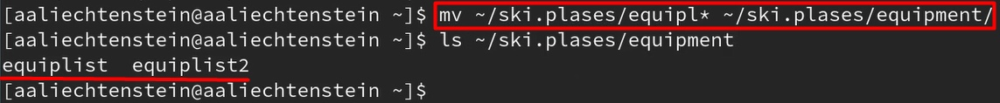 [aaliechtenstein@aaliechtenstein ~]$ mv ~/ski.plases/equipl* ~/ski.plases/equipment/
[aaliechtenstein@aaliechtenstein ~]$ ls ~/ski.plases/equipment
equiplist  equiplist2
[aaliechtenstein@aaliechtenstein ~]$